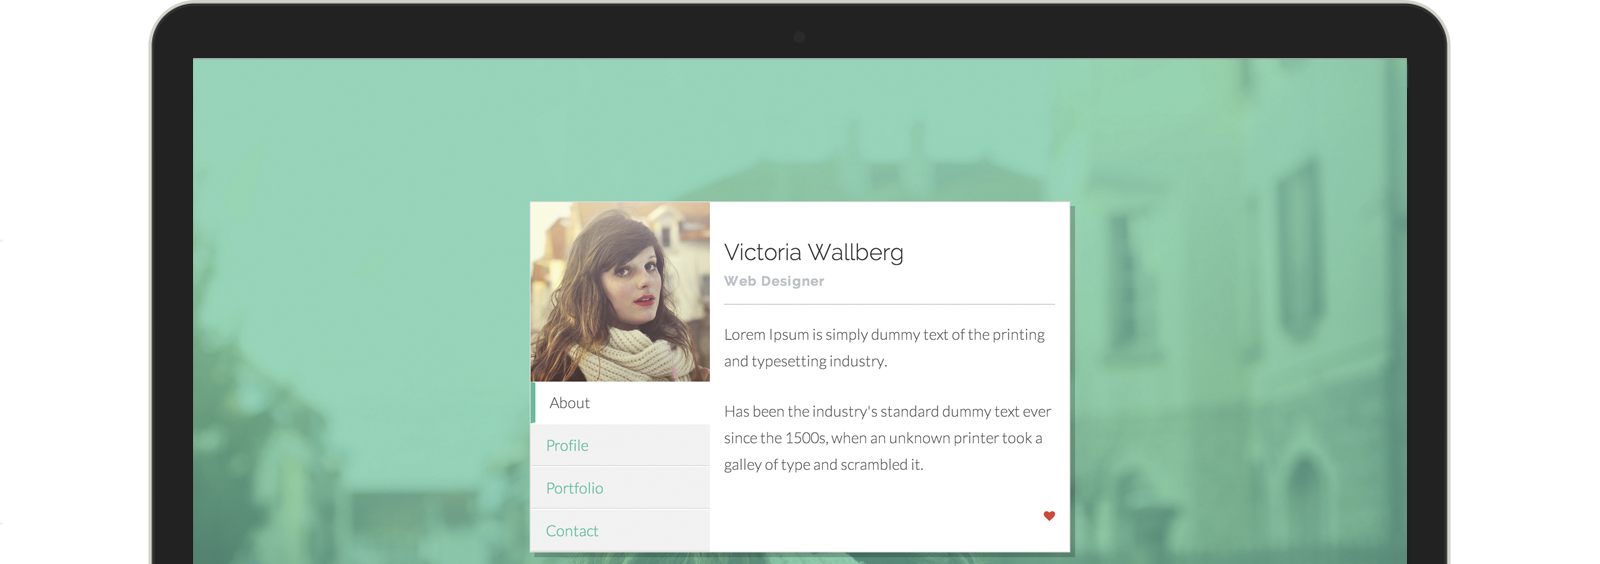 Victoria Wallberg
Web Designer
Lorem Ipsum is simply dummy text of the printing
and typesetting industry.
Has been the industry's standard dummy text ever
since the 1500s, when an unknown printer took a
galley of type and scrambled it.
About
Profile
Portfolio
Contact